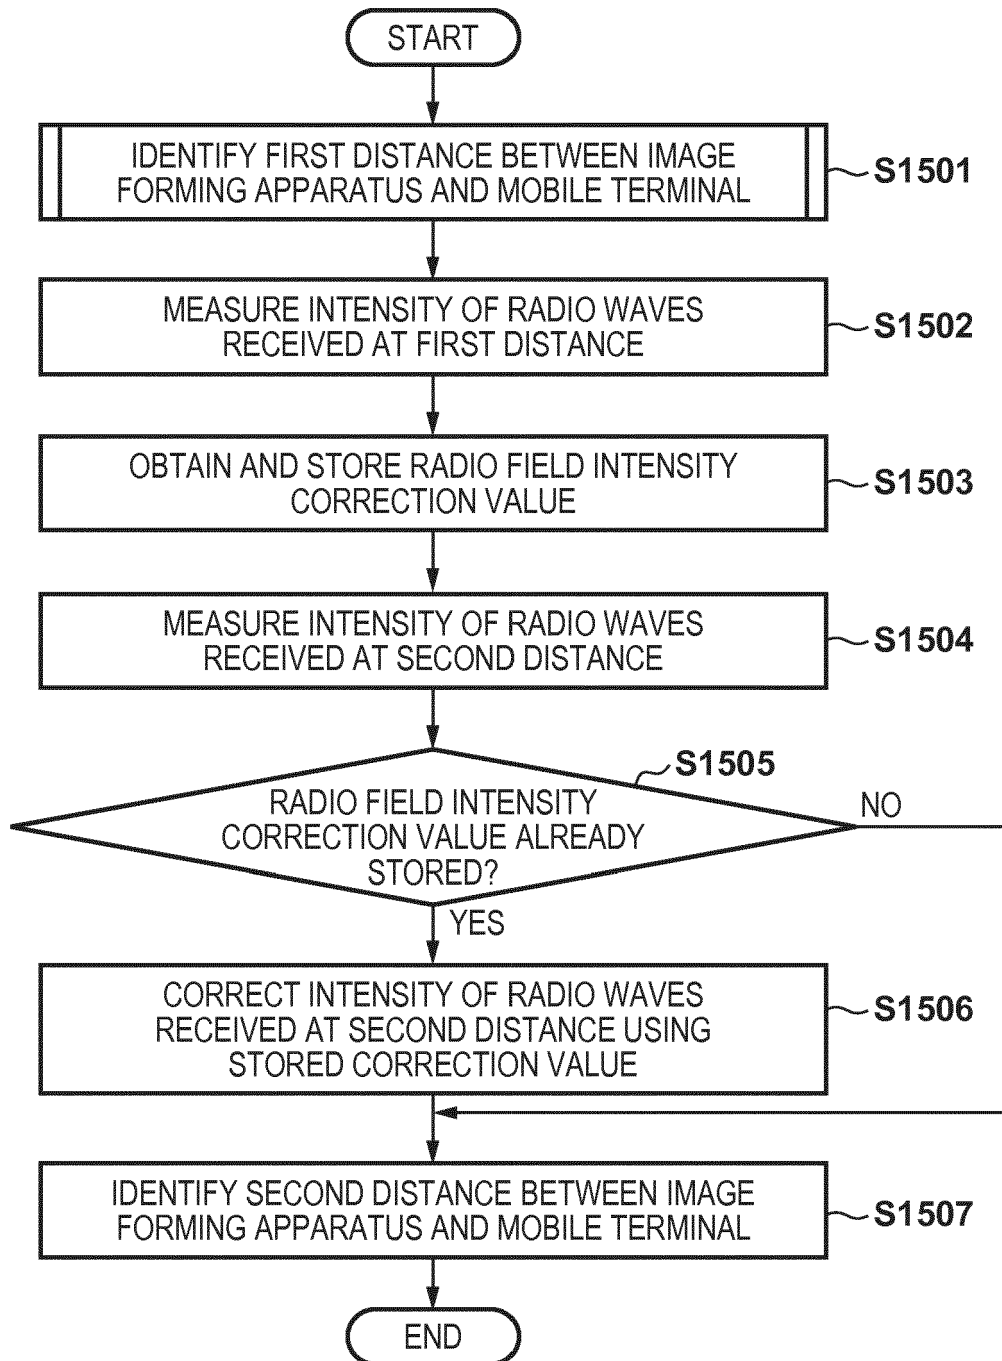 START
IDENTIFY FIRST DISTANCE BETWEEN IMAGE
FORMING APPARATUS AND MOBILE TERMINAL
S1501
MEASURE INTENSITY OF RADIO WAVES
RECEIVED AT FIRST DISTANCE
S1502
OBTAIN AND STORE RADIO FIELD INTENSITY
CORRECTION VALUE
S1503
MEASURE INTENSITY OF RADIO WAVES
RECEIVED AT SECOND DISTANCE
S1504
S1505
RADIO FIELD INTENSITY
CORRECTION VALUE ALREADY
STORED?
NO
YES
CORRECT INTENSITY OF RADIO WAVES
RECEIVED AT SECOND DISTANCE USING
STORED CORRECTION VALUE
S1506
IDENTIFY SECOND DISTANCE BETWEEN IMAGE
FORMING APPARATUS AND MOBILE TERMINAL
S1507
END